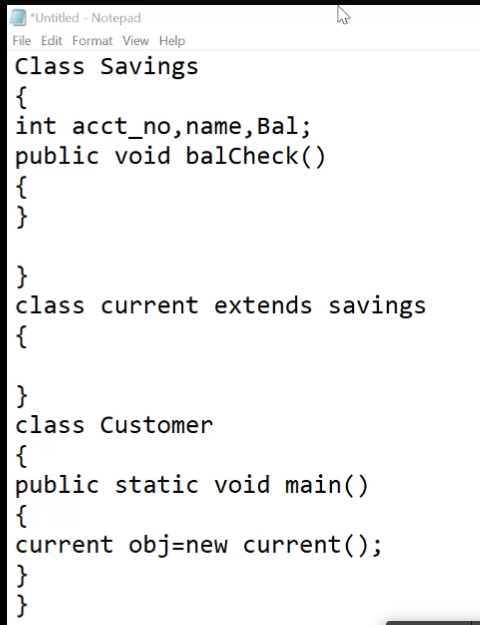 *Untitled - Notepad
File Edit Format View Help
Class Savings
{
int acct_no,name,Bal;
public void balCheck()
{
}
}
class current extends savings
{
}
class Customer
{
public static void main()
{
current obj=new current();
}
}